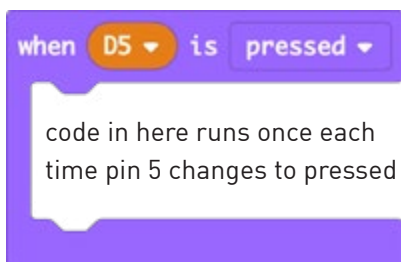 when D5 is pressed
code in here runs once each
time pin 5 changes to pressed